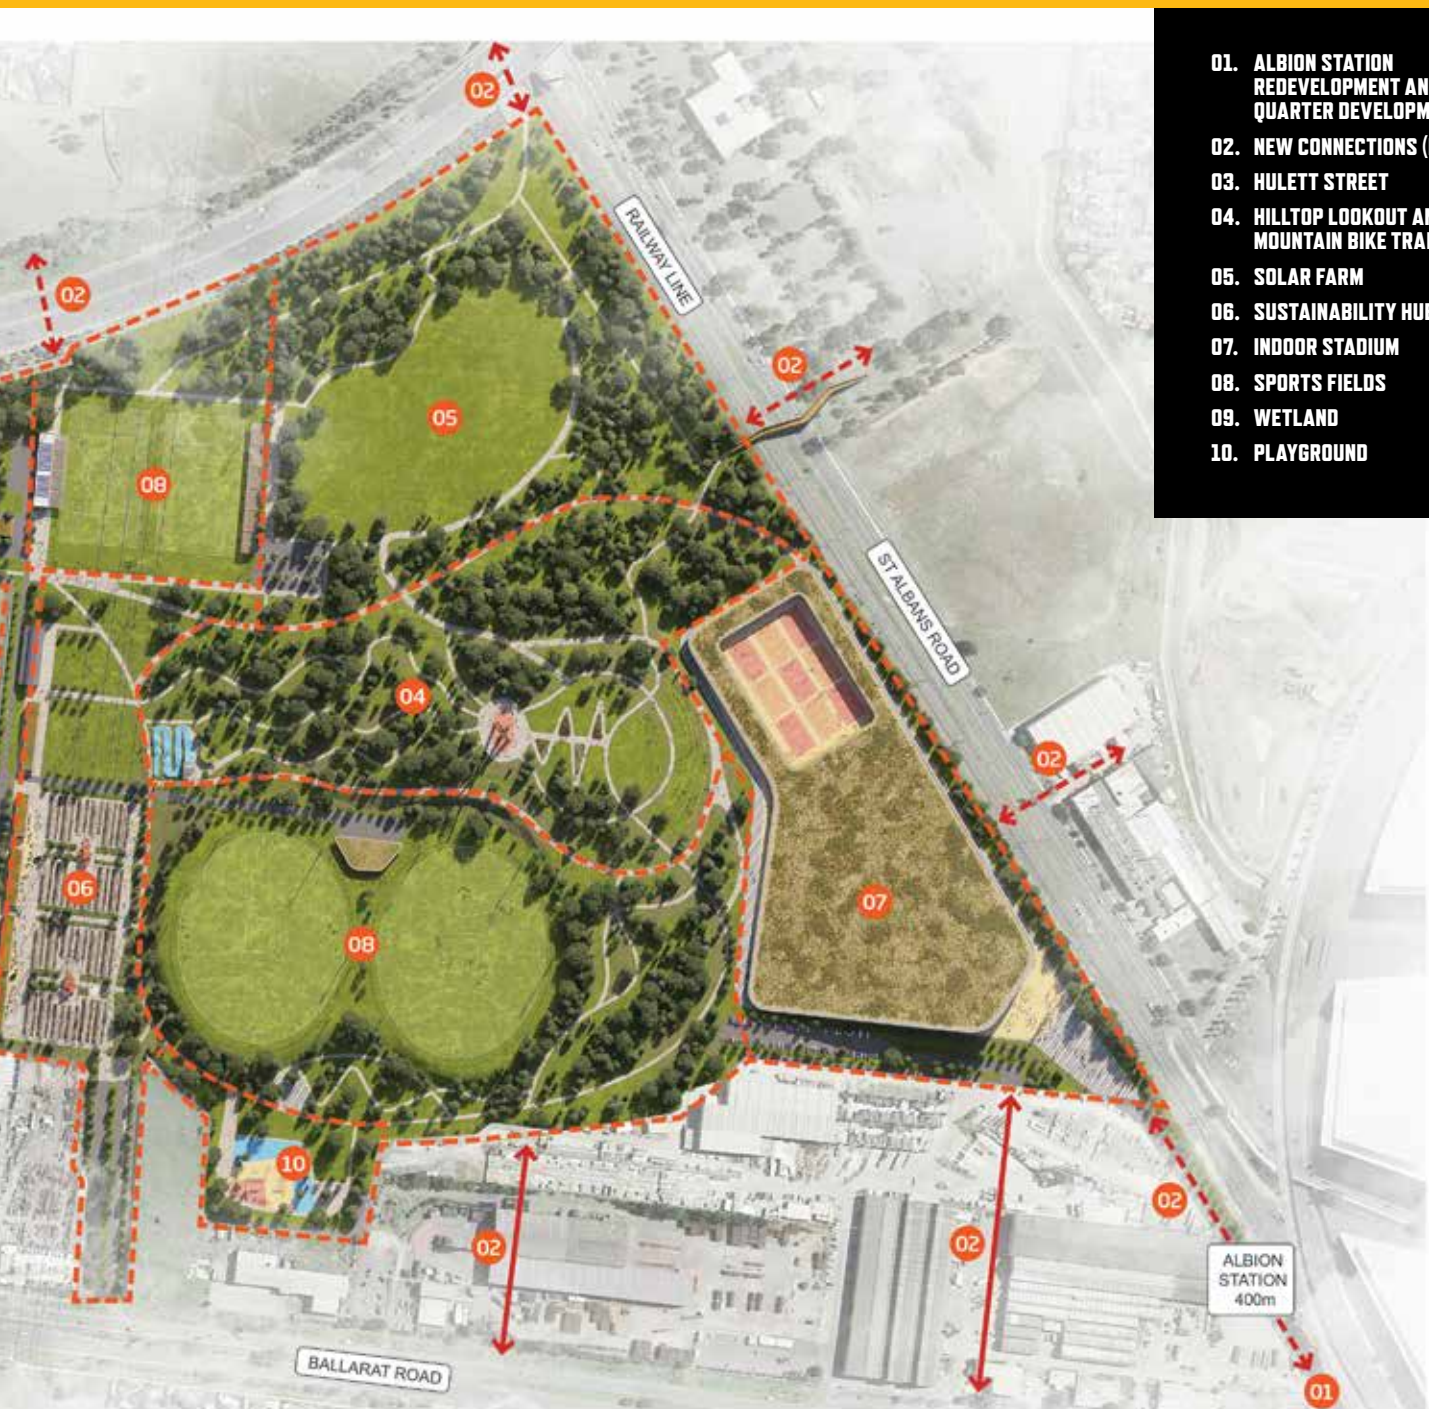 01. ALBION STATION
REDEVELOPMENT AN
QUARTER DEVELOPM
02. NEW CONNECTIONS (
03. HULETT STREET
04. HILLTOP LOOKOUT A
MOUNTAIN BIKE TRA
05. SOLAR FARM
06. SUSTAINABILITY HU
07. INDOOR STADIUM
08. SPORTS FIELDS
09. WETLAND
10. PLAYGROUND
02
RAILWAY LINE
02
02
05
08
ST ALBANS ROAD
04
02
06
07
08
10
02
02
02
ALBION
STATION
400m
BALLARAT ROAD
01